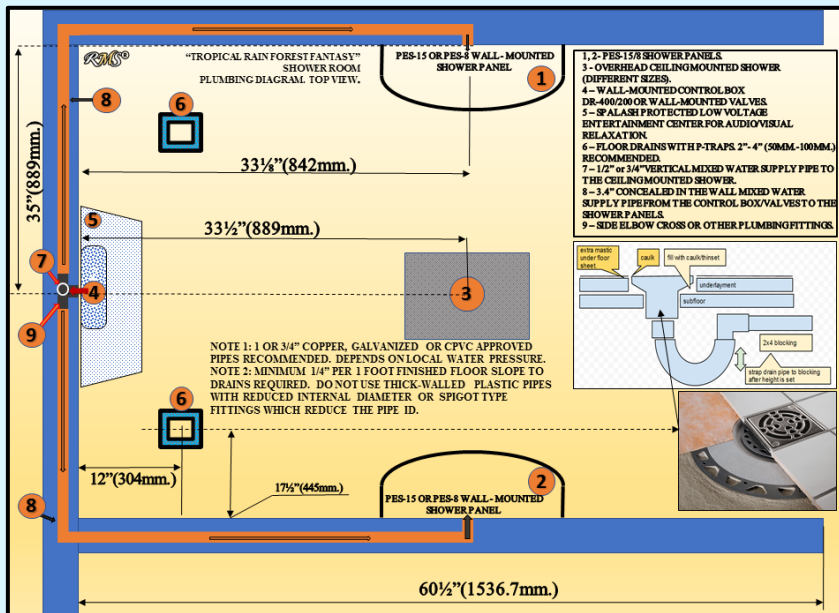 RMS®
"TROPICAL RAIN FOREST FANTASY"
SHOWER ROOM
PLUMBING DIAGRAM. TOP VIEW.
PES-15 OR PES-8 WALL- MOUNTED
SHOWER PANEL
1
1, 2- PES-15/8 SHOWER PANELS.
3 - OVERHEAD CEILING MOUNTED SHOWER
(DIFFERENT SIZES).
4 – WALL-MOUNTED CONTROL BOX
DR-400/200 OR WALL-MOUNTED VALVES.
5 – SPALASH PROTECTED LOW VOLTAGE
ENTERTAINMENT CENTER FOR AUDIO/VISUAL
RELAXATION.
6 – FLOOR DRAINS WITH P-TRAPS. 2"- 4" (50MM.-100MM.)
RECOMMENDED.
7 – 1/2" or 3/4" VERTICAL MIXED WATER SUPPLY PIPE TO
THE CEILING MOUNTED SHOWER.
8 – 3.4" CONCEALED IN THE WALL MIXED WATER
SUPPLY PIPE FROM THE CONTROL BOX/VALVES TO THE
SHOWER PANELS.
9 – SIDE ELBOW CROSS OR OTHER PLUMBING FITTINGS.
8
6
35"(889mm.)
33⅛"(842mm.)
5
33½"(889mm.)
7
4
3
9
extra mastic
under floor
sheet.
caulk
fill with caulk/thinset
underlayment
subfloor
2x4 blocking
strap drain pipe to blocking
after height is set
NOTE 1: 1 OR 3/4" COPPER, GALVANIZED OR CPVC APPROVED
PIPES RECOMMENDED. DEPENDS ON LOCAL WATER PRESSURE.
NOTE 2: MINIMUM 1/4" PER 1 FOOT FINISHED FLOOR SLOPE TO
DRAINS REQUIRED. DO NOT USE THICK-WALLED PLASTIC PIPES
WITH REDUCED INTERNAL DIAMETER OR SPIGOT TYPE
FITTINGS WHICH REDUCE THE PIPE ID.
6
12"(304mm.)
17½"(445mm.)
2
PES-15 OR PES-8 WALL- MOUNTED
SHOWER PANEL
8
60½"(1536.7mm.)